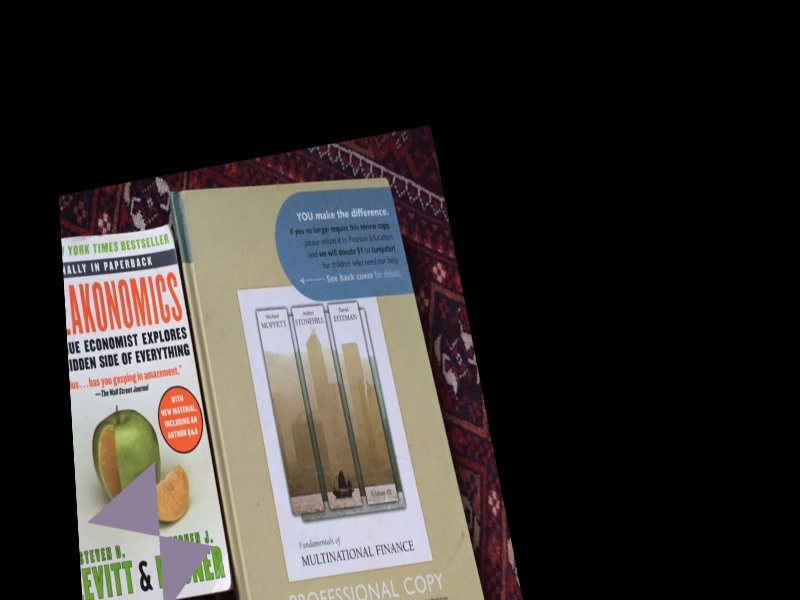 YORK TIMES BESTSELLER
IN PAPERBACK
AKONOMICS
UE ECONOMIST EXPLORES
IDDEN SIDE OF EVERYTHING
... has you gasping in amazement."
—The Wall Street Journal
WITH
NEW MATERIAL,
INCLUDING AN
AUTHOR Q&A
STEVEN D.
J.
EVITT &
YOU make the difference.
If you no longer require this review copy,
please return it to Pearson Education,
and we will donate $1 to Jumpstart
for children who need our help.
See back cover for details.
Michael
MOFFETT
Arthur
STONEHILL
David
EITEMAN
Fundamentals of
MULTINATIONAL FINANCE
PROFESSIONAL COPY